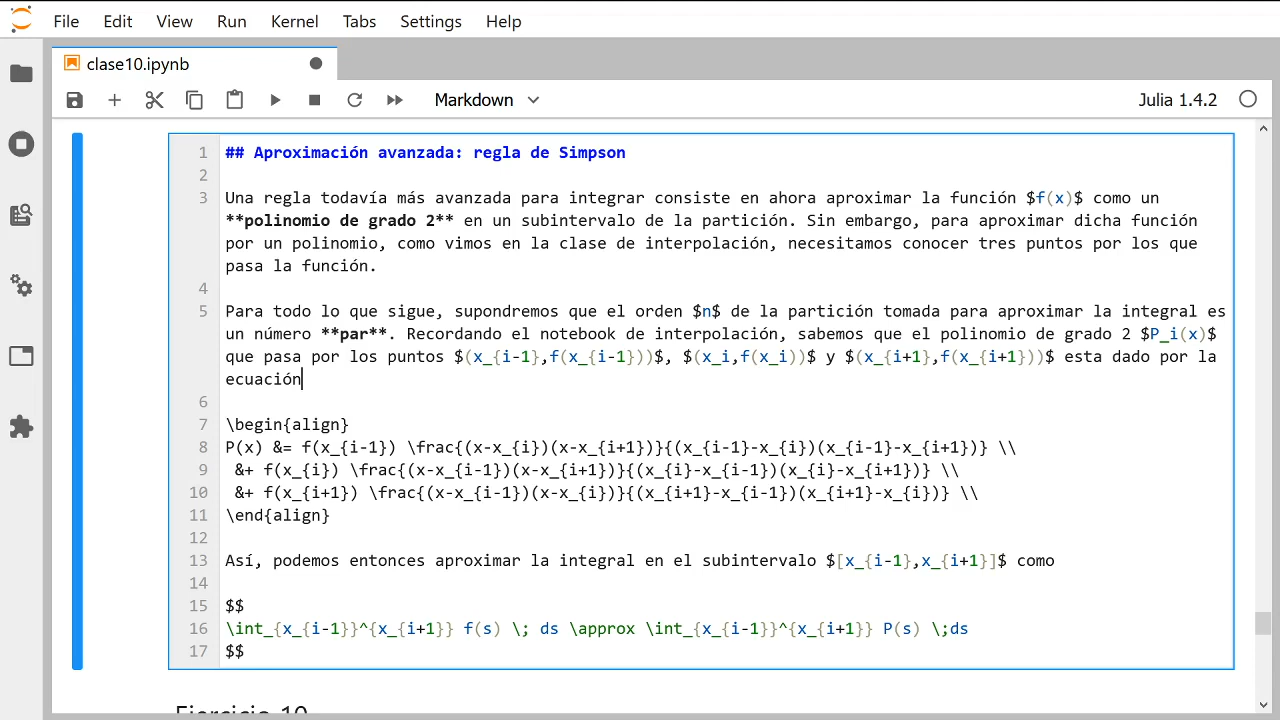 File Edit View Run Kernel Tabs Settings Help
clase10.ipynb
Markdown
Julia 1.4.2
1 ## Aproximación avanzada: regla de Simpson
2
3 Una regla todavía más avanzada para integrar consiste en ahora aproximar la función $f(x)$ como un
**polinomio de grado 2** en un subintervalo de la partición. Sin embargo, para aproximar dicha función
por un polinomio, como vimos en la clase de interpolación, necesitamos conocer tres puntos por los que
pasa la función.
4
5 Para todo lo que sigue, supondremos que el orden $n$ de la partición tomada para aproximar la integral es
un número **par**. Recordando el notebook de interpolación, sabemos que el polinomio de grado 2 $P_i(x)$
que pasa por los puntos $(x_{i-1},f(x_{i-1}))$, $(x_i,f(x_i))$ y $(x_{i+1},f(x_{i+1}))$ esta dado por la
ecuación
6
7 \begin{align}
8 P(x) &= f(x_{i-1}) \frac{(x-x_{i})(x-x_{i+1})}{(x_{i-1}-x_{i})(x_{i-1}-x_{i+1})} \\
9 &+ f(x_{i}) \frac{(x-x_{i-1})(x-x_{i+1})}{(x_{i}-x_{i-1})(x_{i}-x_{i+1})} \\
10 &+ f(x_{i+1}) \frac{(x-x_{i-1})(x-x_{i})}{(x_{i+1}-x_{i-1})(x_{i+1}-x_{i})} \\
11 \end{align}
12
13 Así, podemos entonces aproximar la integral en el subintervalo $[x_{i-1},x_{i+1}]$ como
14
15 $$
16 \int_{x_{i-1}}^{x_{i+1}} f(s) \; ds \approx \int_{x_{i-1}}^{x_{i+1}} P(s) \;ds
17 $$
Ejercicio 10